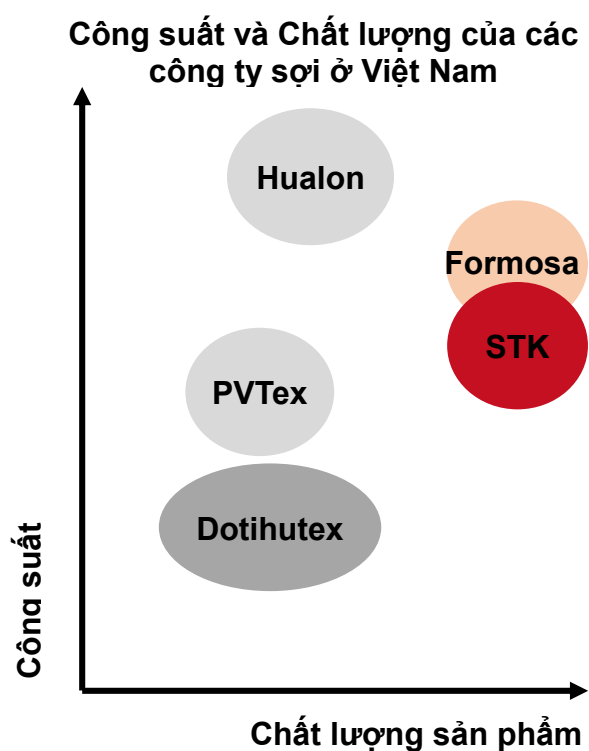 Công suất và Chất lượng của các
công ty sợi ở Việt Nam
Hualon
Formosa
STK
PVTex
Dotihutex
Công suất
Chất lượng sản phẩm